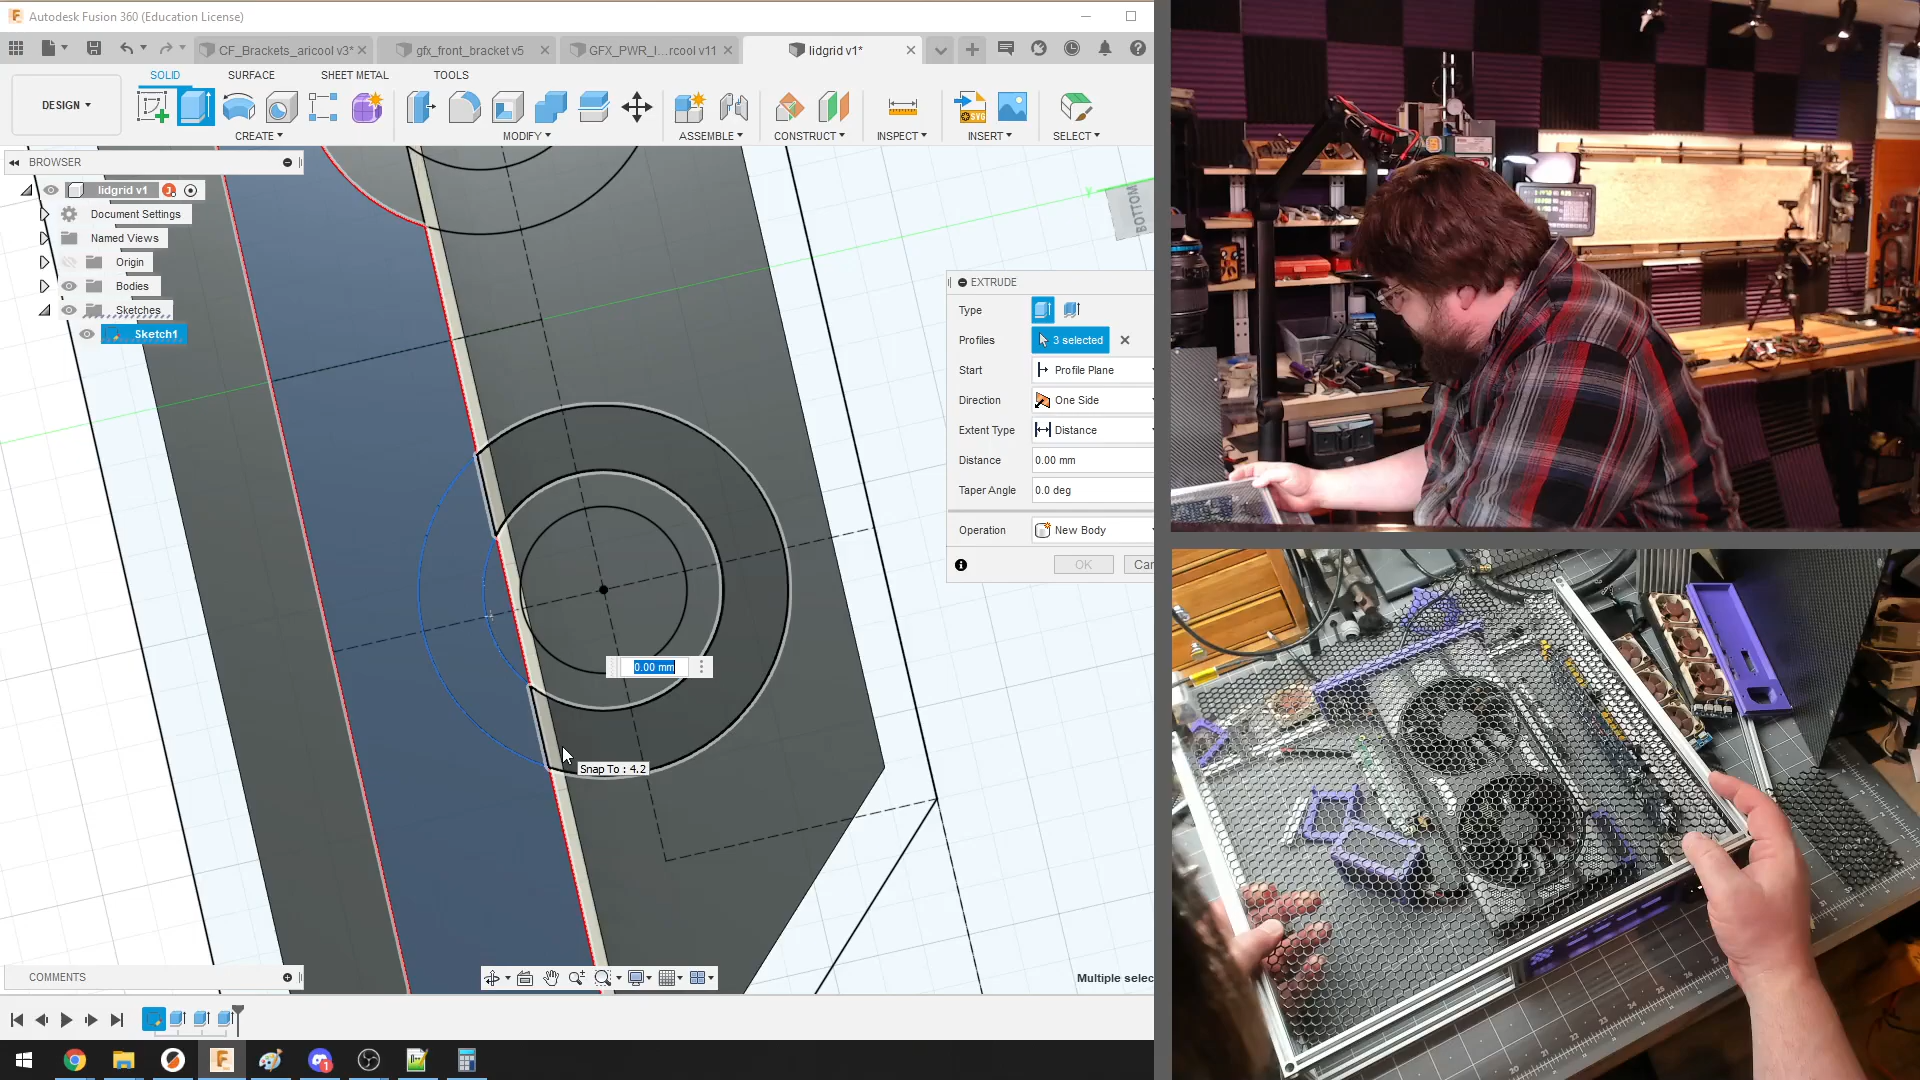 Autodesk Fusion 360 (Education License)
CF_Brackets_aricool v3*
gfx_front_bracket v5
GFX_PWR_I...rcool v11
lidgrid v1*
DESIGN
SOLID
SURFACE
SHEET METAL
TOOLS
CREATE
MODIFY
ASSEMBLE
CONSTRUCT
INSPECT
INSERT
SELECT
BROWSER
lidgrid v1
Document Settings
Named Views
Origin
Bodies
Sketches
Sketch1
BOTTOM
Y
EXTRUDE
Type
Profiles
3 selected
Start
Profile Plane
Direction
One Side
Extent Type
Distance
Distance
0.00 mm
Taper Angle
0.0 deg
Operation
New Body
OK
Can
0.00 mm
Snap To : 4.2
COMMENTS
Multiple selec